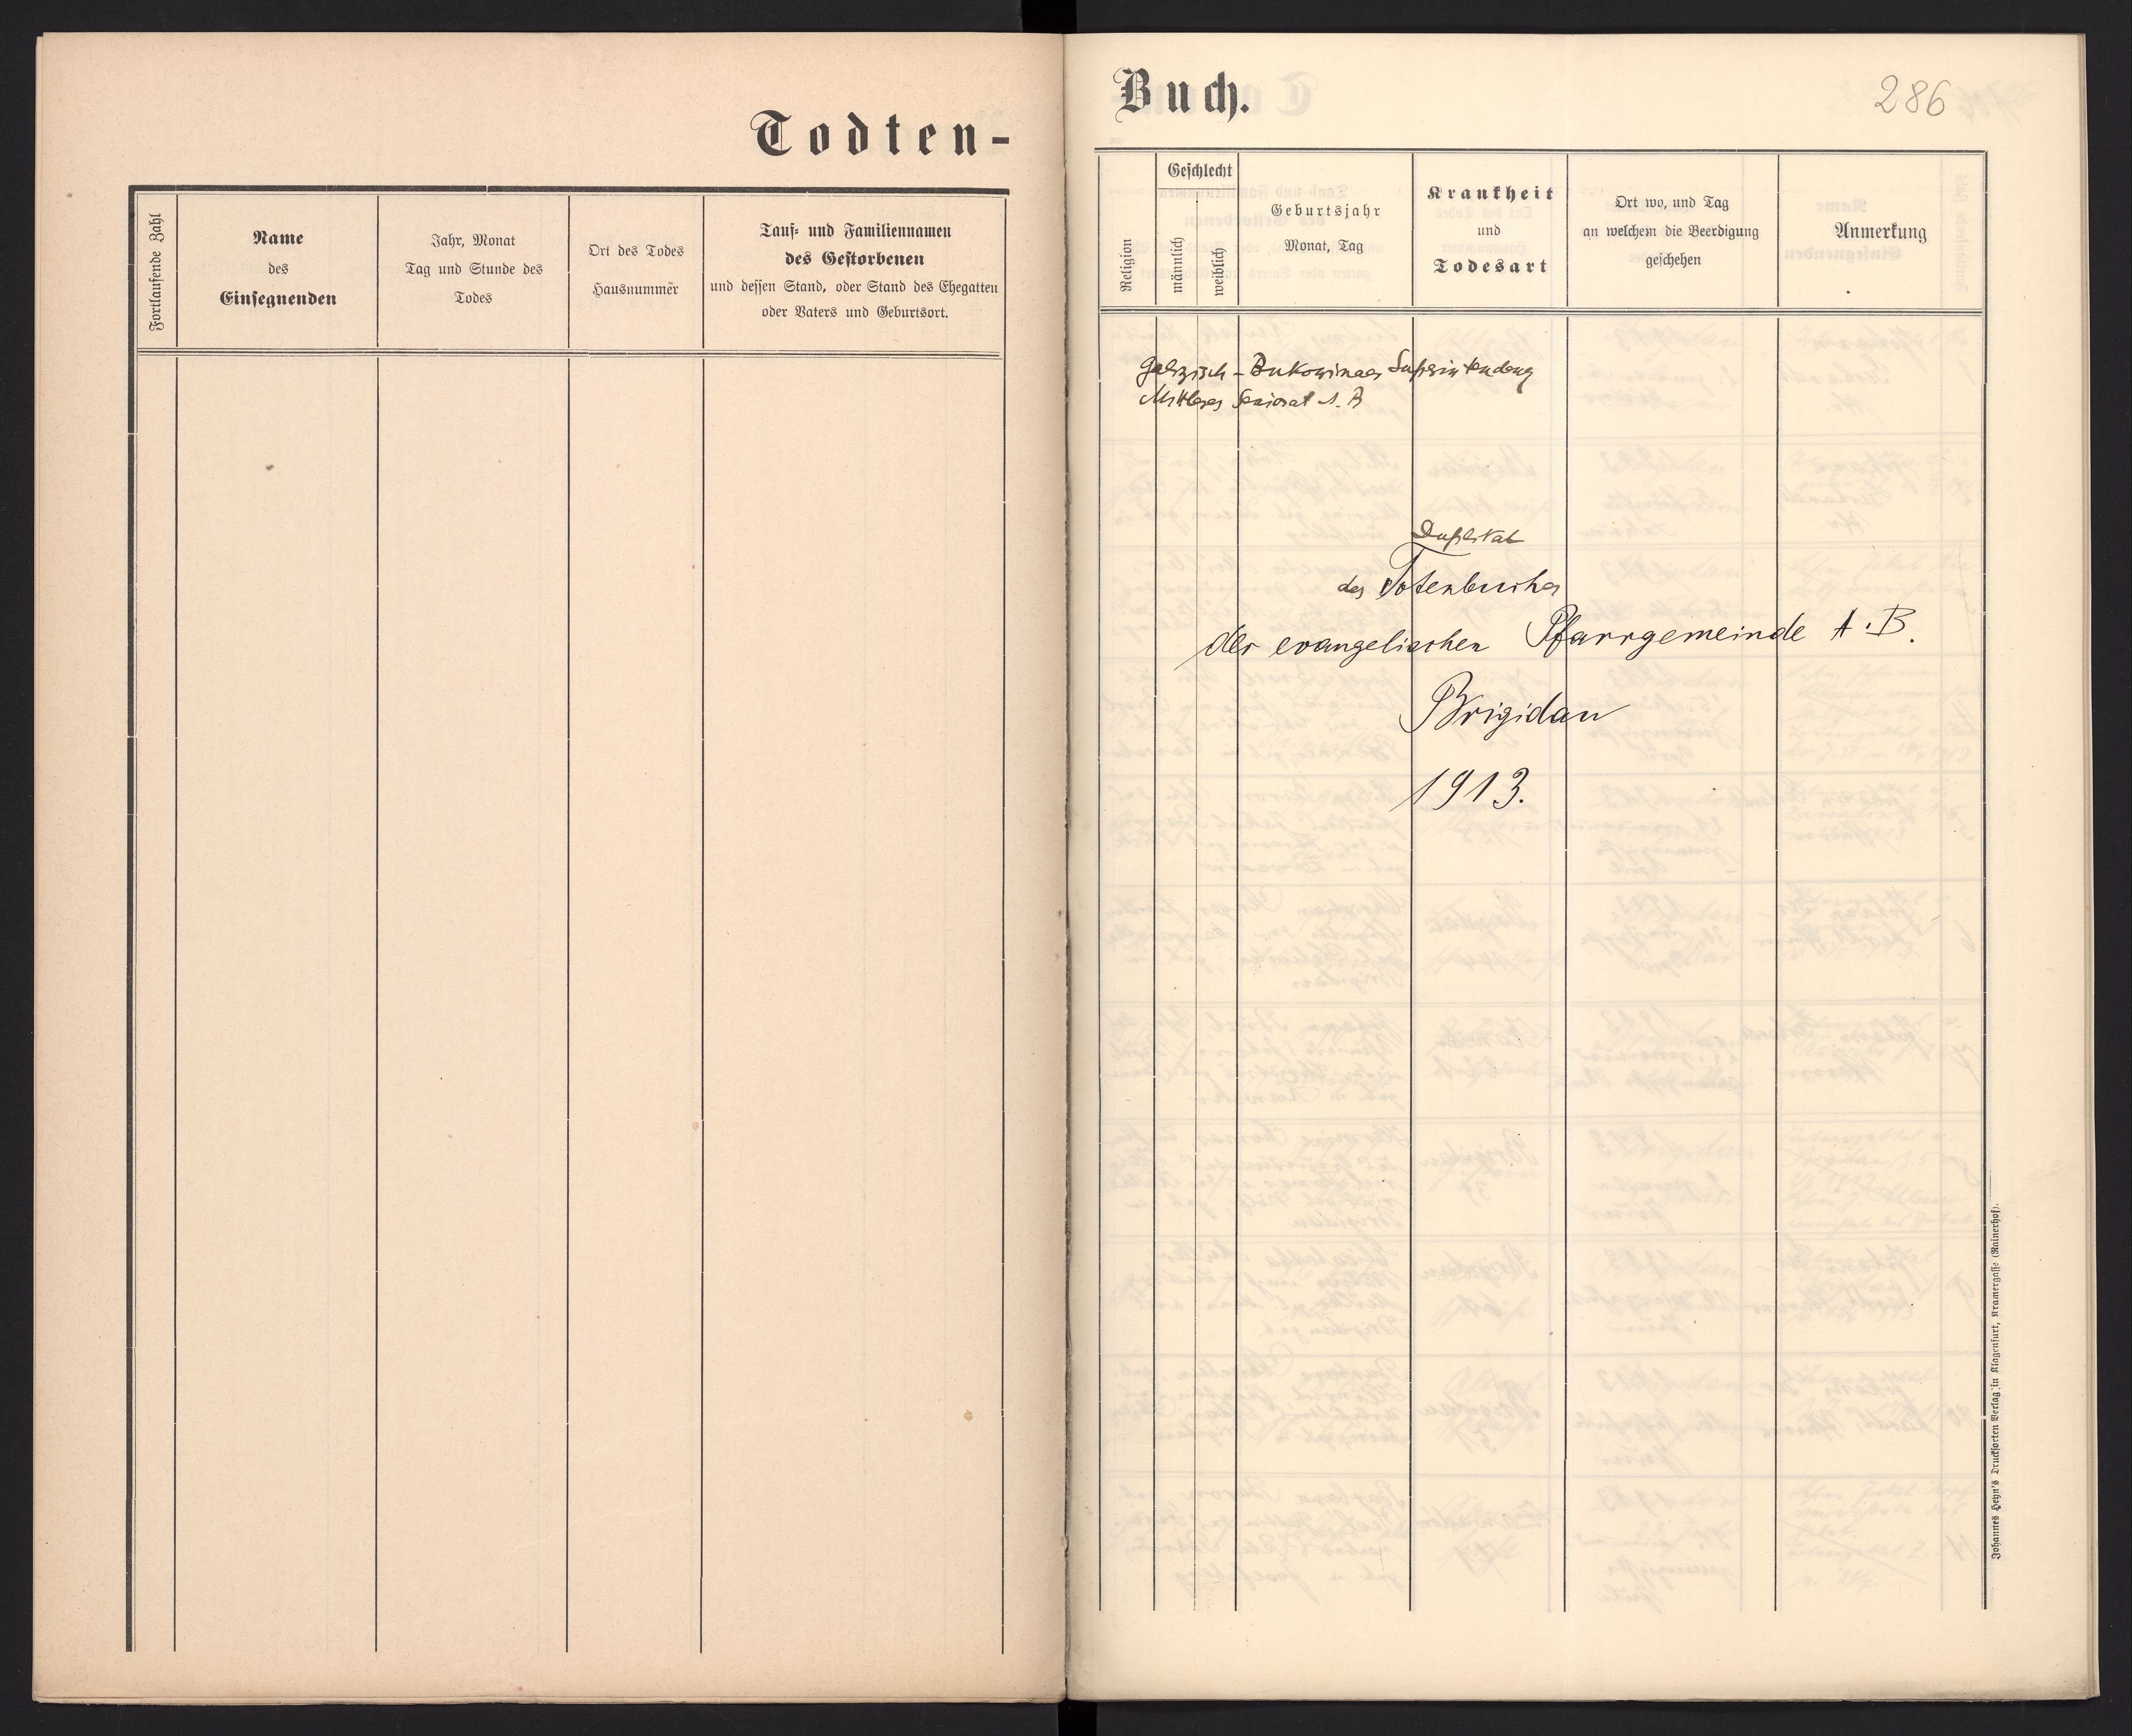 Todten-
Fortlaufende Zahl
Name
des
Einsegnenden
Jahr, Monat
Tag und Stunde des
Todes
Ort des Todes
Hausnummer
Tauf- und Familiennamen
des Gestorbenen
und dessen Stand, oder Stand des Ehegatten
oder Vaters und Geburtsort.
Buch.
286
Religion
Geschlecht
männlich
weiblich
Geburtsjahr
Monat, Tag
Krankheit
und
Todesart
Ort wo, und Tag
an welchem die Beerdigung
geschehen
Anmerkung
Galizisch-Bukowinaer Superintendenz
Mittleres Seniorat A. B
Duplikat
des Totenbuches
der evangelischen Pfarrgemeinde A. B.
Brigidau
1913.
Johannes Heyn's Drucksorten Verlag in Klagenfurt, Kramergasse (Rainerhof).